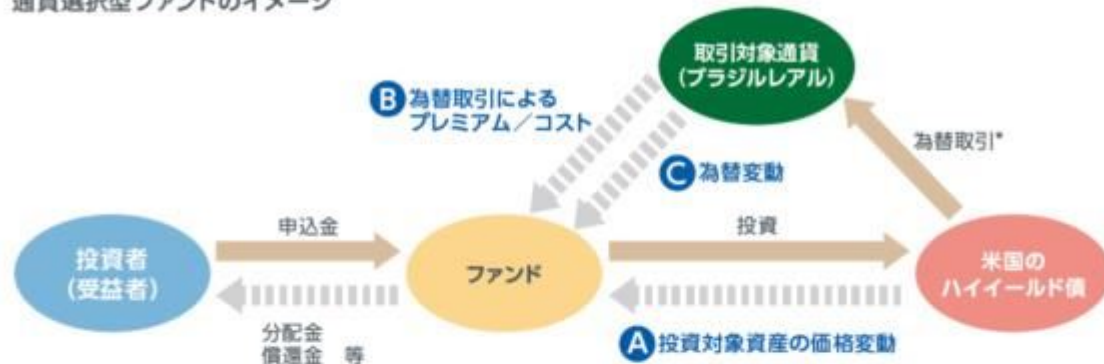 通貨選択型ファンドのイメージ
取引対象通貨
(ブラジルレアル)
B 為替取引による
プレミアム／コスト
為替取引*
C 為替変動
申込金
投資
投資者
(受益者)
ファンド
米国の
ハイイールド債
分配金
償還金 等
A 投資対象資産の価格変動